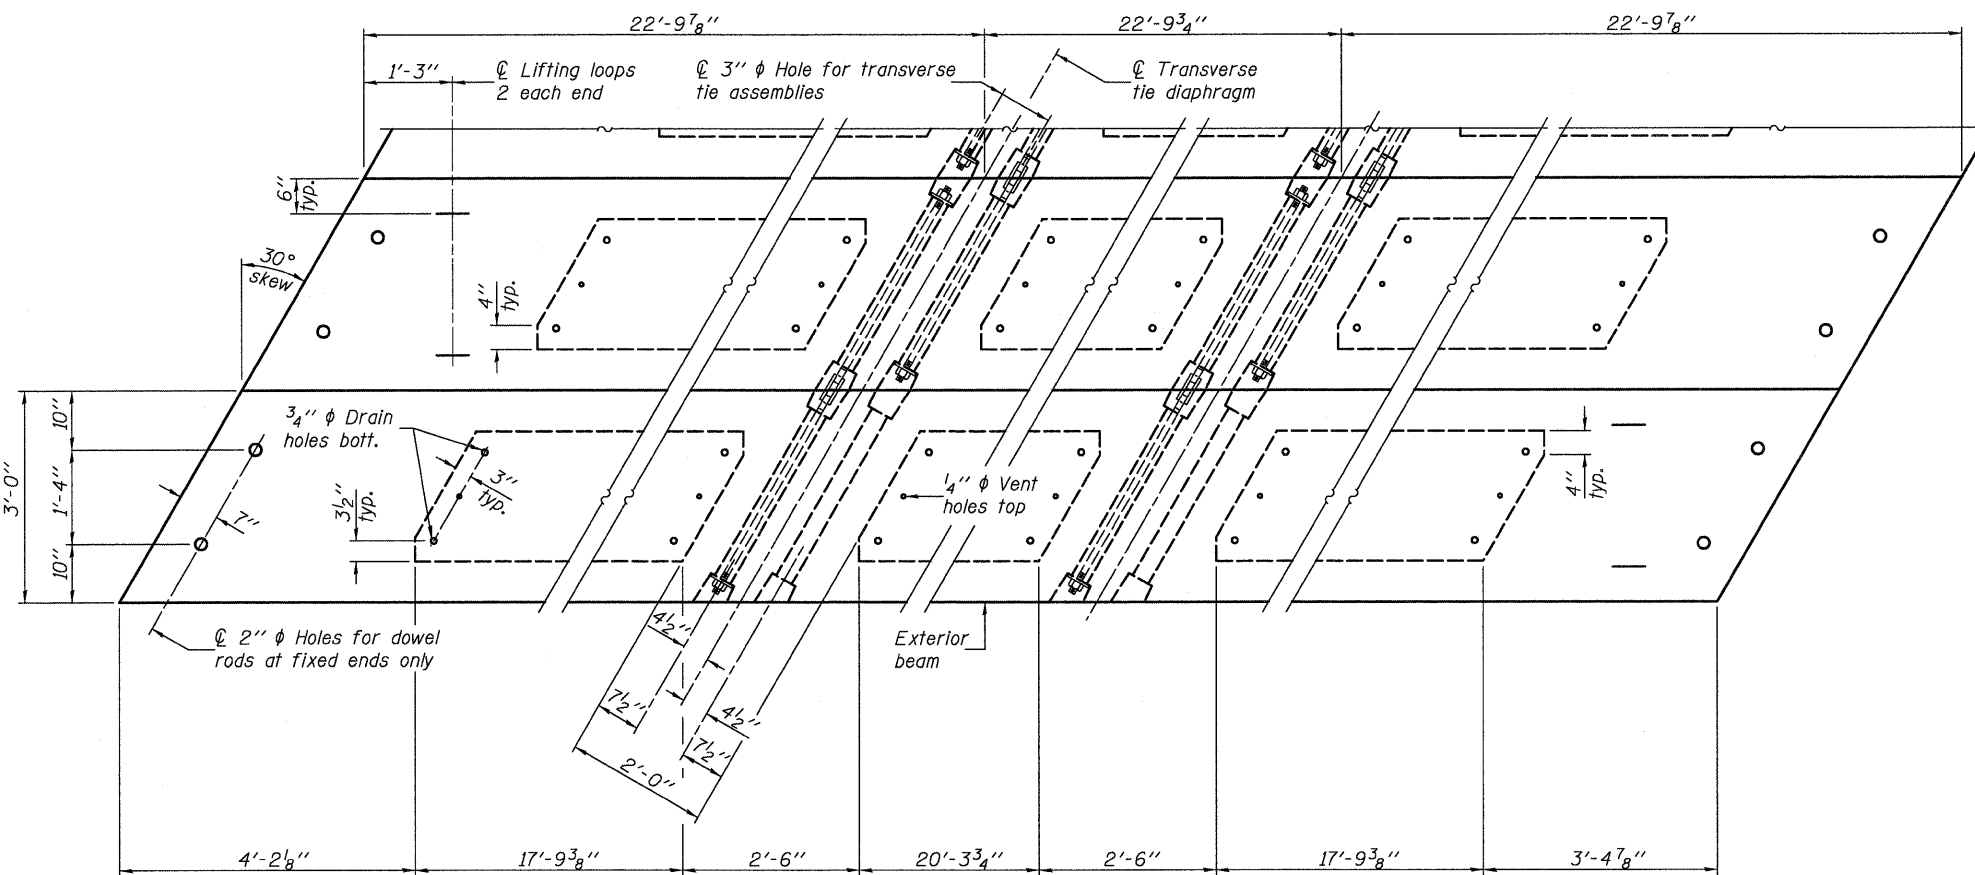 22'-9⅞"
22'-9¾"
22'-9⅞"
1'-3"
℄ Lifting loops
2 each end
℄ 3" ϕ Hole for transverse
tie assemblies
℄ Transverse
tie diaphragm
6"
typ.
30°
skew
4"
typ.
3'-0"
10"
1'-4"
10"
7"
¾" ϕ Drain
holes bott.
3"
typ.
3½"
typ.
¼" ϕ Vent
holes top
4"
typ.
℄ 2" ϕ Holes for dowel
rods at fixed ends only
Exterior
beam
4½"
7½"
2'-0"
4½"
7½"
4'-2⅛"
17'-9⅜"
2'-6"
20'-3¾"
2'-6"
17'-9⅜"
3'-4⅞"